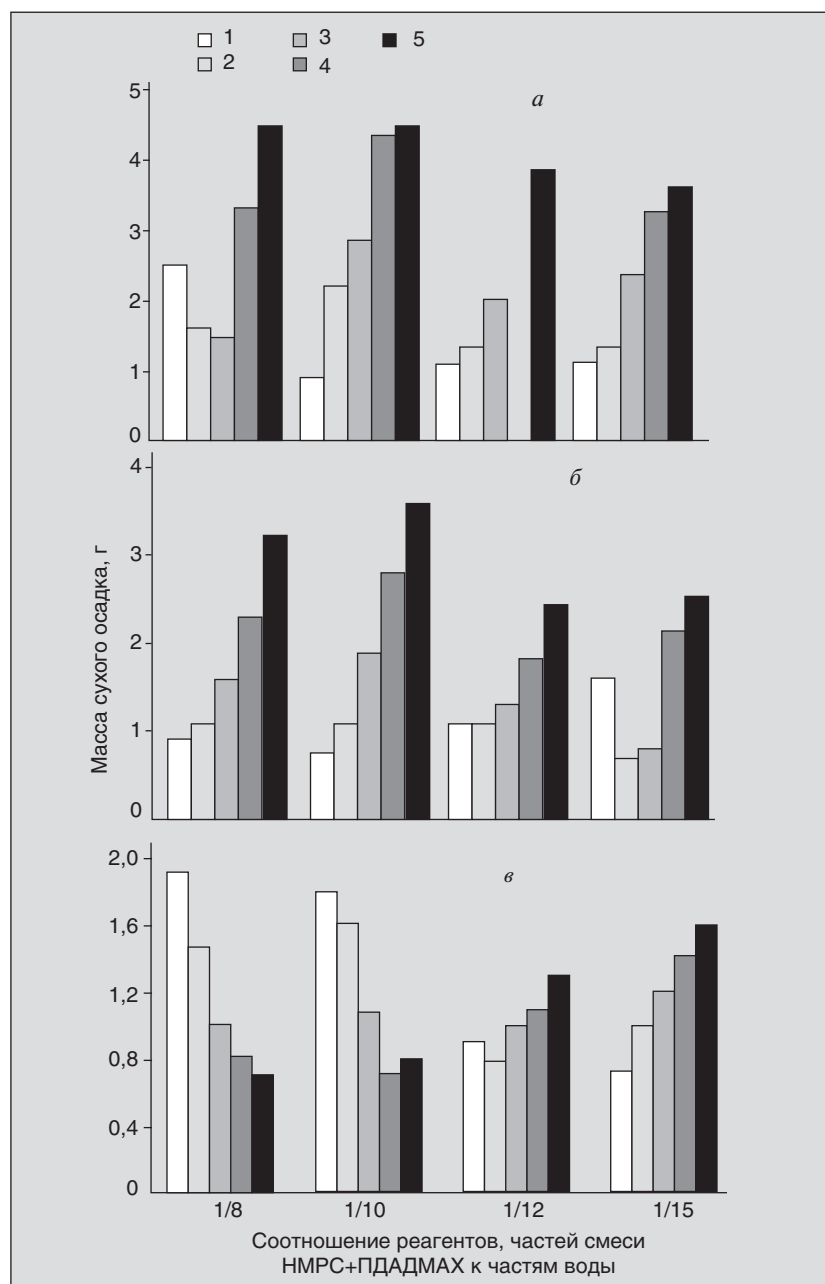 1 3 5
2 4
а
5
4
3
2
1
0
б
4
3
2
1
0
Масса сухого осадка, г
в
2,0
1,6
1,2
0,8
0,4
0
1/8 1/10 1/12 1/15
Соотношение реагентов, частей смеси
НМРС+ПДАДМАХ к частям воды